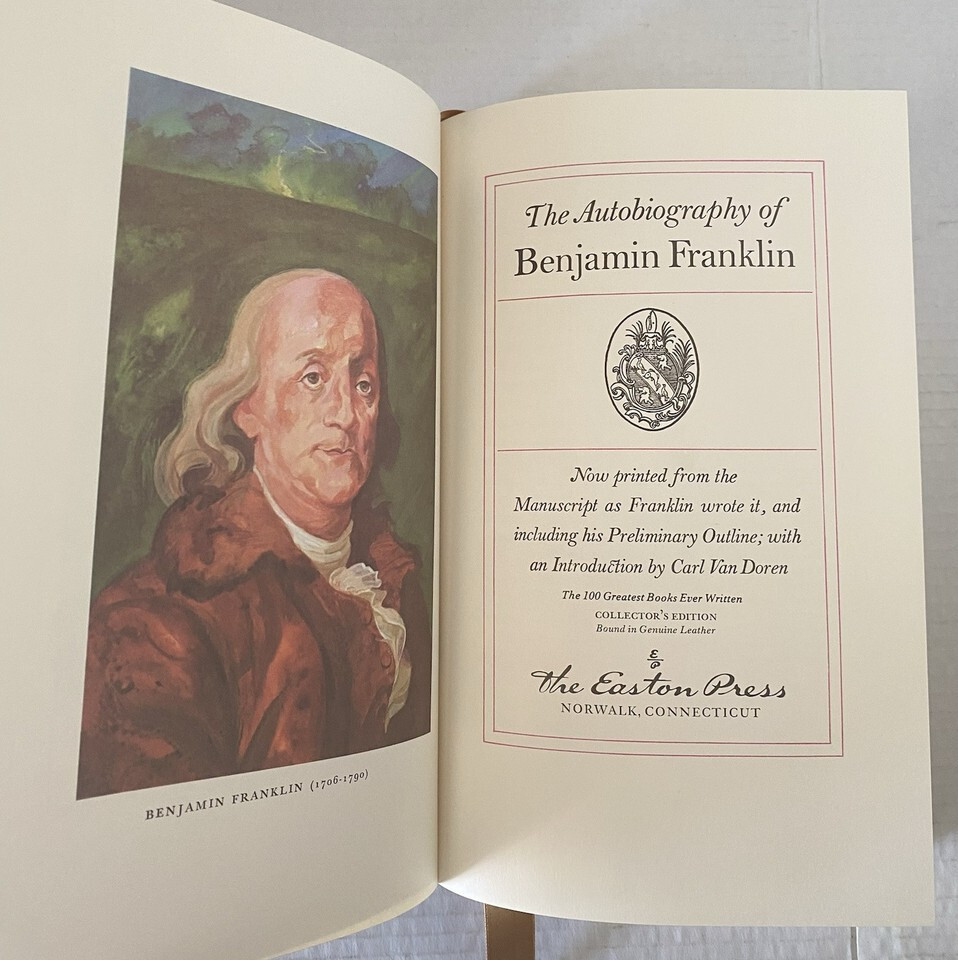 BENJAMIN FRANKLIN (1706-1790)
The Autobiography of
Benjamin Franklin
Now printed from the
Manuscript as Franklin wrote it, and
including his Preliminary Outline; with
an Introduction by Carl Van Doren
The 100 Greatest Books Ever Written
COLLECTOR'S EDITION
Bound in Genuine Leather
E
P
The Easton Press
NORWALK, CONNECTICUT